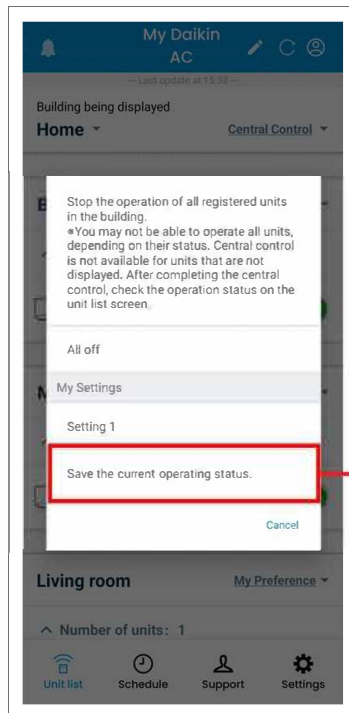 My Daikin
AC
— Last update at 15:38 —
Building being displayed
Home
Central Control
B
Stop the operation of all registered units
in the building.
※You may not be able to operate all units,
depending on their status. Central control
is not available for units that are not
displayed. After completing the central
control, check the operation status on the
unit list screen.
All off
My Settings
M
Setting 1
Save the current operating status.
Cancel
Living room
My Preference
Number of units: 1
Unit list
Schedule
Support
Settings